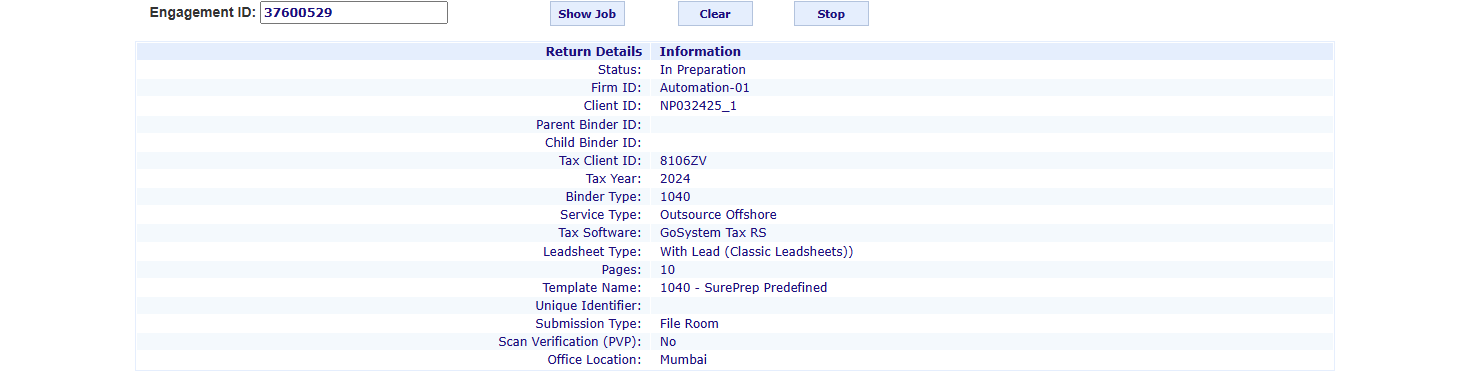 Engagement ID: 37600529 Show Job Clear Stop
Return Details Information
Status: In Preparation
Firm ID: Automation-01
Client ID: NP032425_1
Parent Binder ID:
Child Binder ID:
Tax Client ID: 8106ZV
Tax Year: 2024
Binder Type: 1040
Service Type: Outsource Offshore
Tax Software: GoSystem Tax RS
Leadsheet Type: With Lead (Classic Leadsheets))
Pages: 10
Template Name: 1040 - SurePrep Predefined
Unique Identifier:
Submission Type: File Room
Scan Verification (PVP): No
Office Location: Mumbai